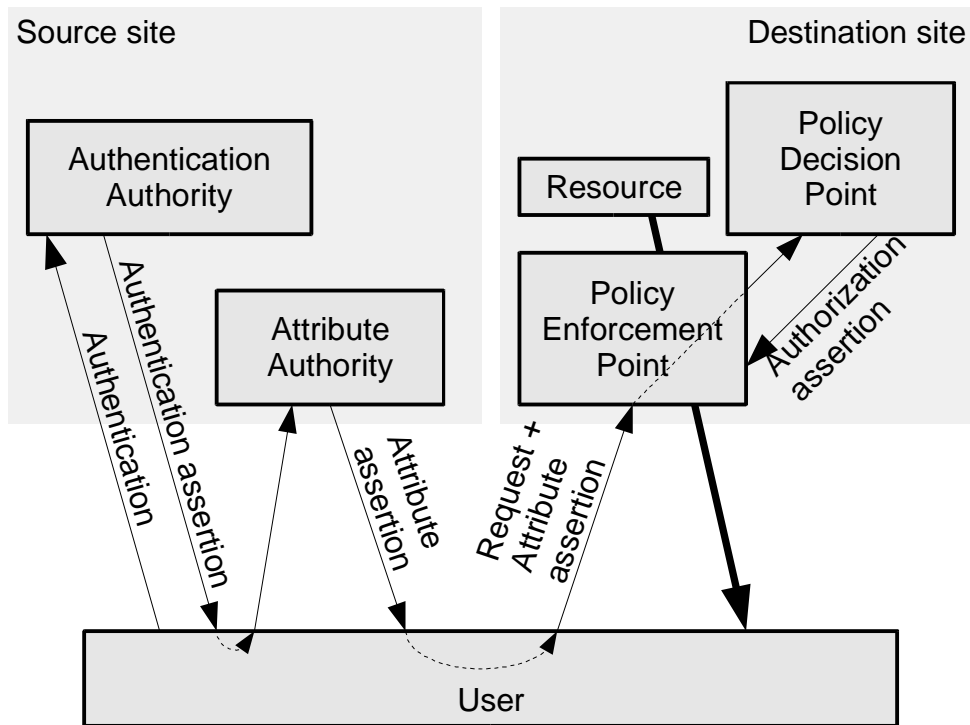 Source site
Destination site
Authentication
Authority
Policy
Decision
Point
Resource
Attribute
Authority
Policy
Enforcement
Point
Authorization
assertion
Authentication
Authentication assertion
Attribute
assertion
Request +
Attribute
assertion
User